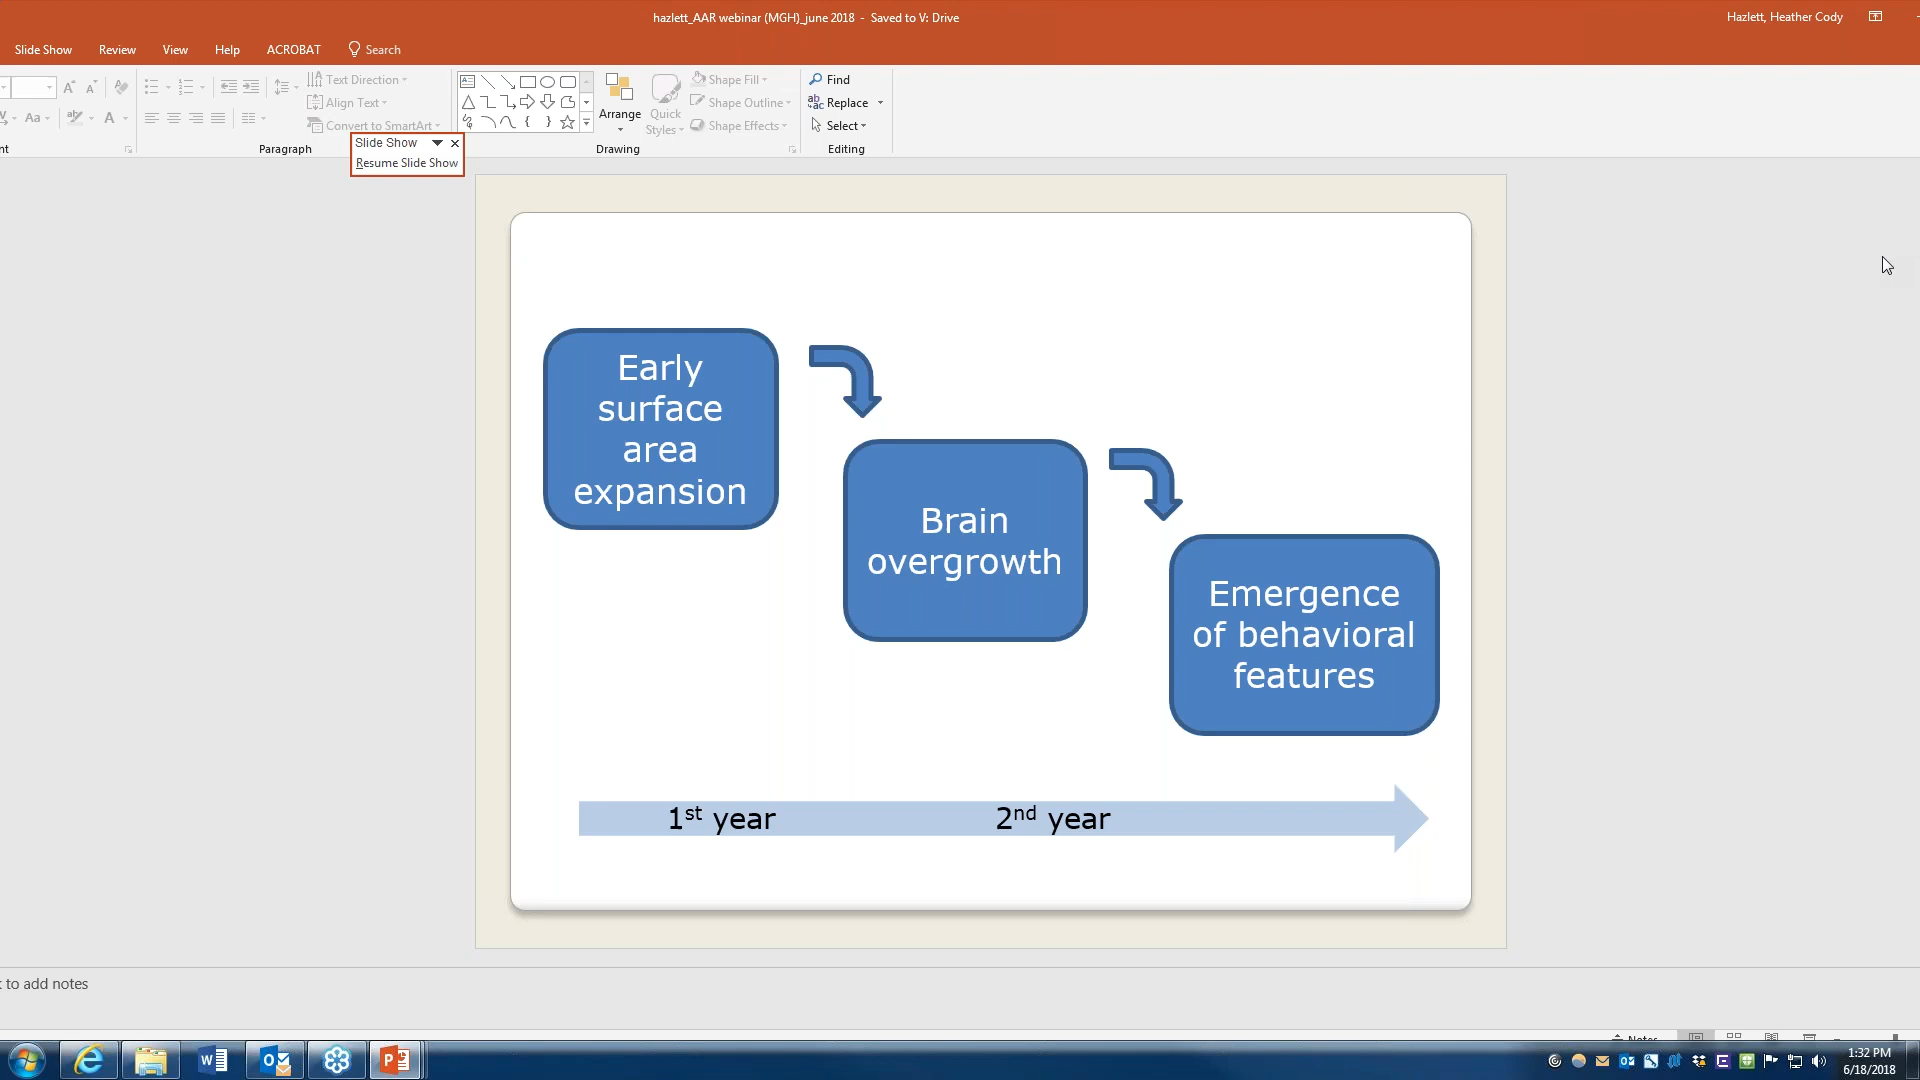 hazlett_AAR webinar (MGH)_june 2018 - Saved to V: Drive
Hazlett, Heather Cody
Slide Show Review View Help ACROBAT Search
Text Direction
Align Text
Convert to SmartArt
Aa
Arrange
Quick
Styles
Shape Fill
Shape Outline
Shape Effects
Find
Replace
Select
Paragraph
Drawing
Editing
Slide Show
Resume Slide Show
Early
surface
area
expansion
Brain
overgrowth
Emergence
of behavioral
features
1st year
2nd year
to add notes
Notes
1:32 PM
6/18/2018